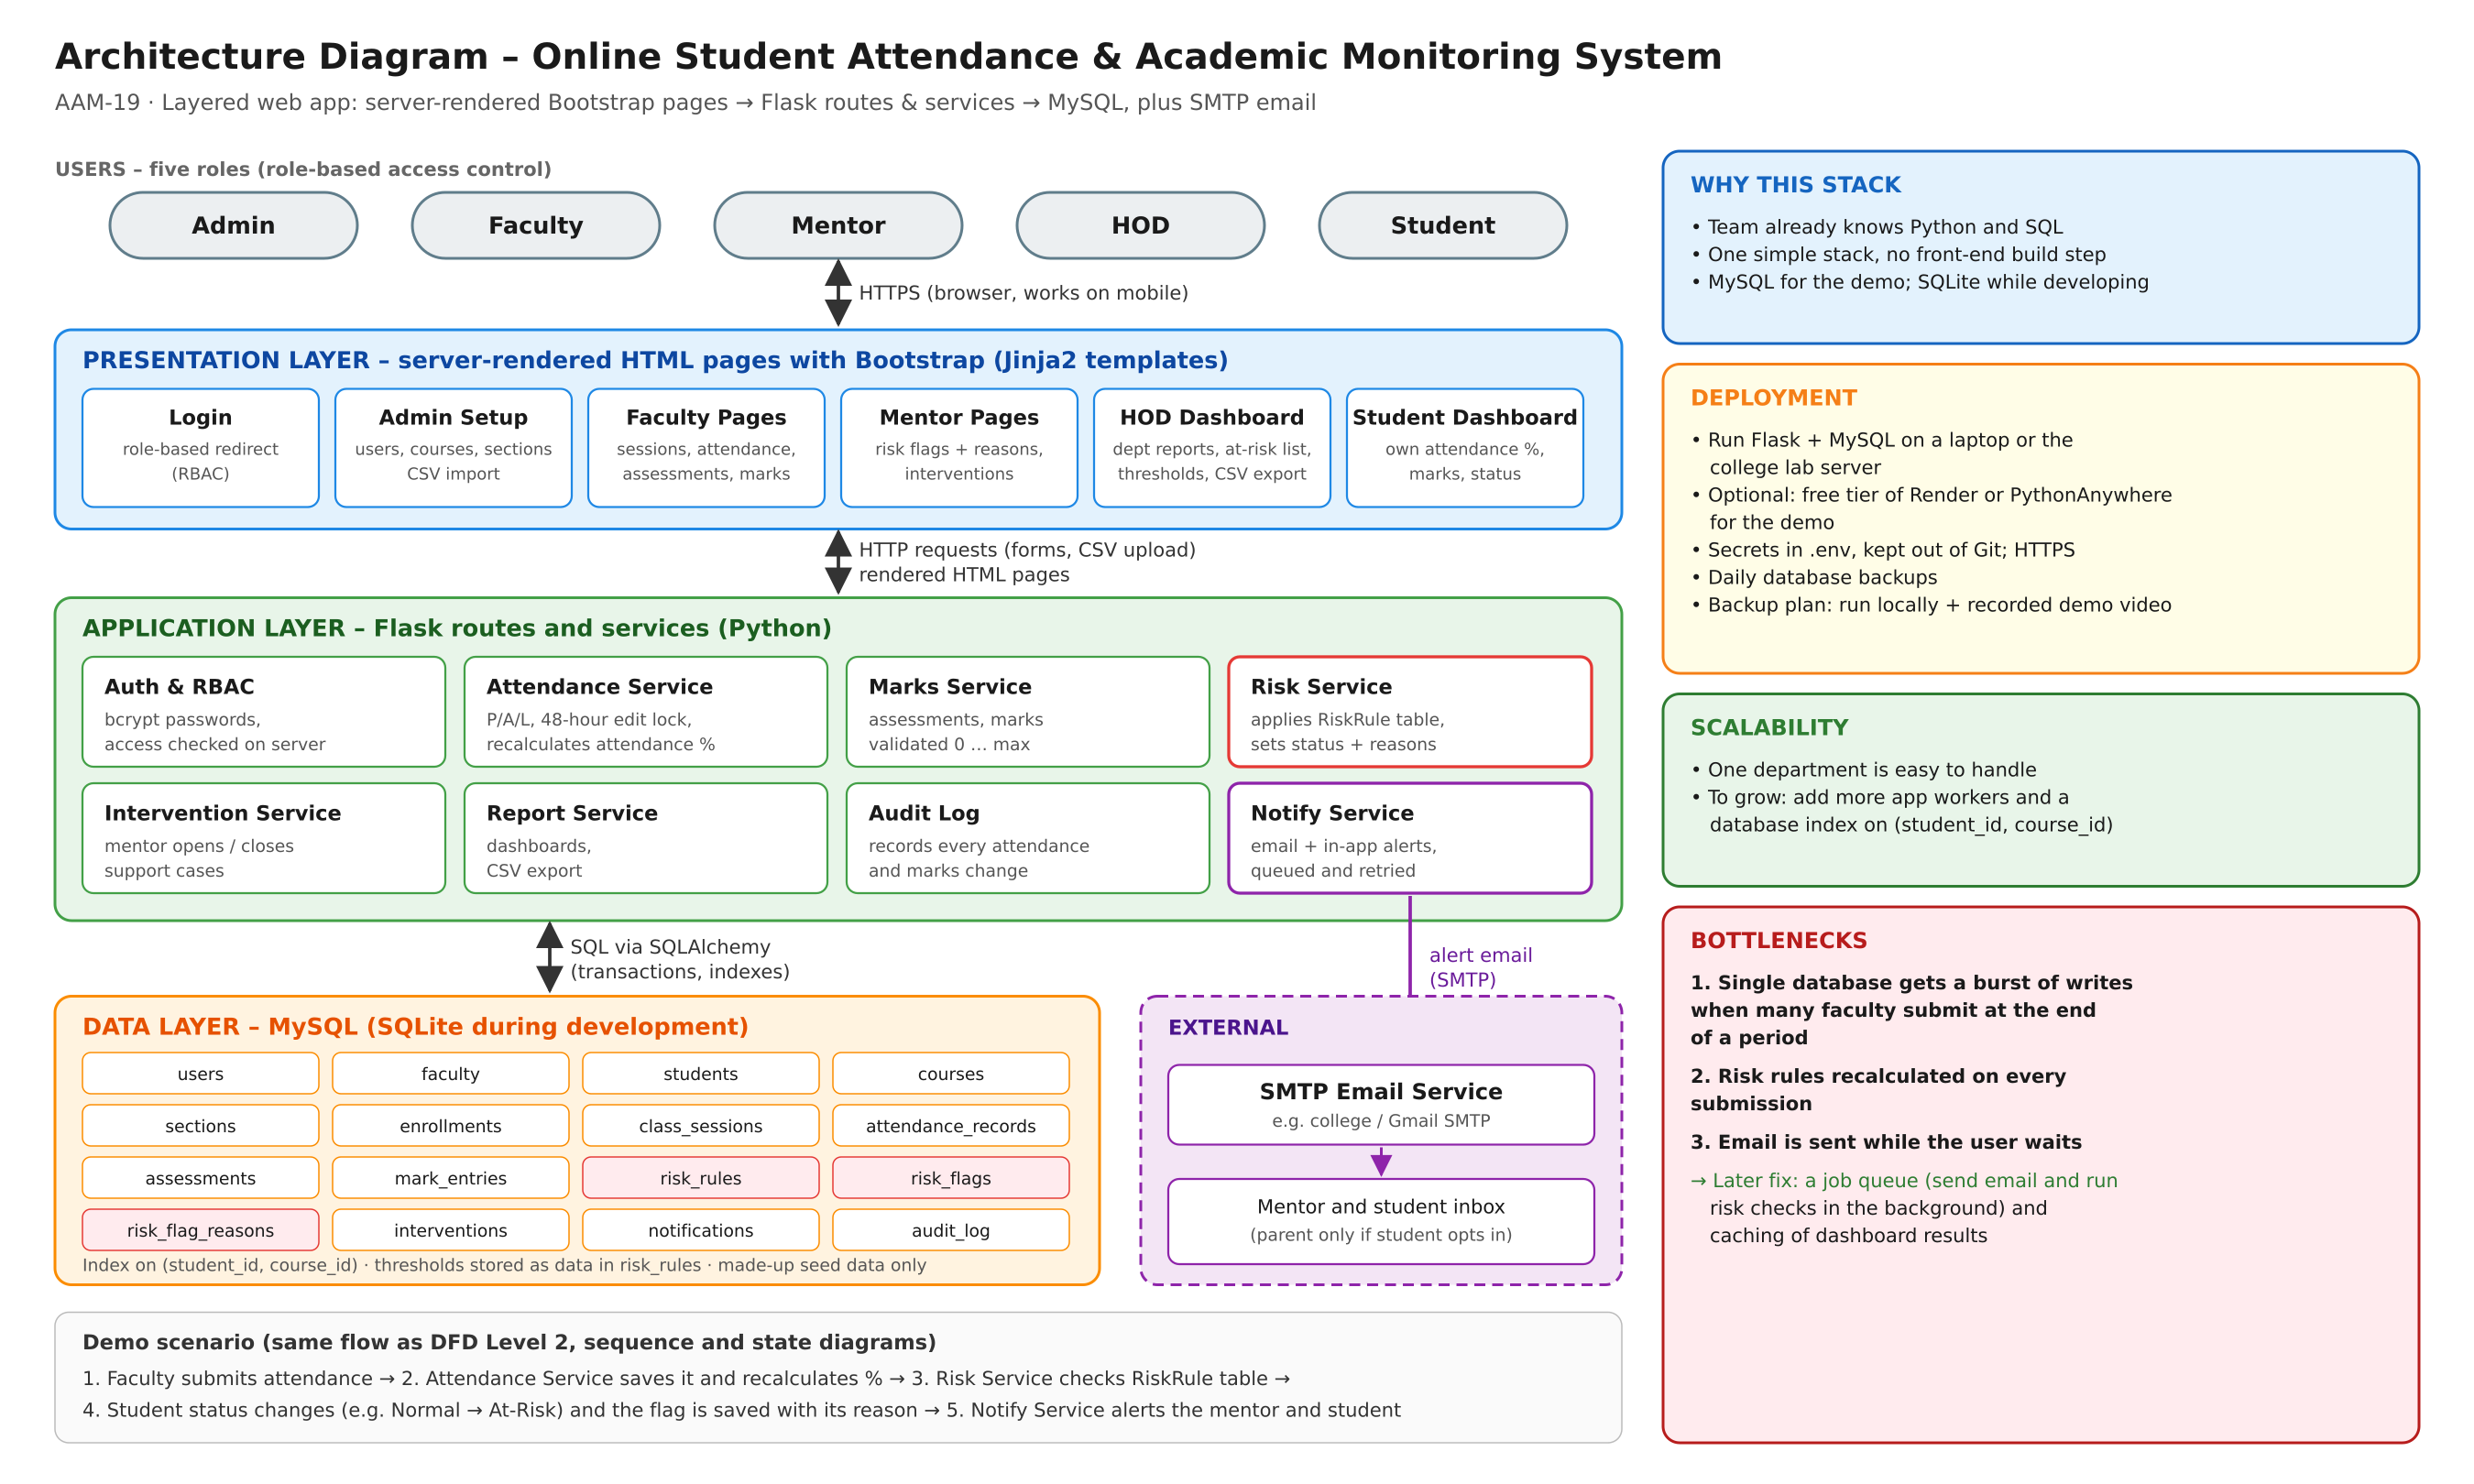 Architecture Diagram – Online Student Attendance & Academic Monitoring System
AAM-19 · Layered web app: server-rendered Bootstrap pages → Flask routes & services → MySQL, plus SMTP email
USERS – five roles (role-based access control)
Admin
Faculty
Mentor
HOD
Student
HTTPS (browser, works on mobile)
PRESENTATION LAYER – server-rendered HTML pages with Bootstrap (Jinja2 templates)
Login
role-based redirect
(RBAC)
Admin Setup
users, courses, sections
CSV import
Faculty Pages
sessions, attendance,
assessments, marks
Mentor Pages
risk flags + reasons,
interventions
HOD Dashboard
dept reports, at-risk list,
thresholds, CSV export
Student Dashboard
own attendance %,
marks, status
HTTP requests (forms, CSV upload)
rendered HTML pages
APPLICATION LAYER – Flask routes and services (Python)
Auth & RBAC
bcrypt passwords,
access checked on server
Attendance Service
P/A/L, 48-hour edit lock,
recalculates attendance %
Marks Service
assessments, marks
validated 0 … max
Risk Service
applies RiskRule table,
sets status + reasons
Intervention Service
mentor opens / closes
support cases
Report Service
dashboards,
CSV export
Audit Log
records every attendance
and marks change
Notify Service
email + in-app alerts,
queued and retried
SQL via SQLAlchemy
(transactions, indexes)
alert email
(SMTP)
DATA LAYER – MySQL (SQLite during development)
users
faculty
students
courses
sections
enrollments
class_sessions
attendance_records
assessments
mark_entries
risk_rules
risk_flags
risk_flag_reasons
interventions
notifications
audit_log
Index on (student_id, course_id) · thresholds stored as data in risk_rules · made-up seed data only
EXTERNAL
SMTP Email Service
e.g. college / Gmail SMTP
Mentor and student inbox
(parent only if student opts in)
Demo scenario (same flow as DFD Level 2, sequence and state diagrams)
1. Faculty submits attendance → 2. Attendance Service saves it and recalculates % → 3. Risk Service checks RiskRule table →
4. Student status changes (e.g. Normal → At-Risk) and the flag is saved with its reason → 5. Notify Service alerts the mentor and student
WHY THIS STACK
• Team already knows Python and SQL
• One simple stack, no front-end build step
• MySQL for the demo; SQLite while developing
DEPLOYMENT
• Run Flask + MySQL on a laptop or the
college lab server
• Optional: free tier of Render or PythonAnywhere
for the demo
• Secrets in .env, kept out of Git; HTTPS
• Daily database backups
• Backup plan: run locally + recorded demo video
SCALABILITY
• One department is easy to handle
• To grow: add more app workers and a
database index on (student_id, course_id)
BOTTLENECKS
1. Single database gets a burst of writes
when many faculty submit at the end
of a period
2. Risk rules recalculated on every
submission
3. Email is sent while the user waits
→ Later fix: a job queue (send email and run
risk checks in the background) and
caching of dashboard results